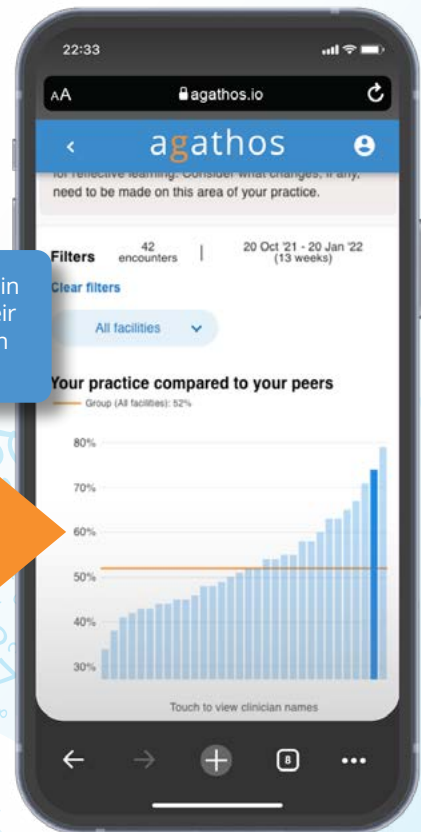 22:33
AA agathos.io
agathos
for reflective learning. Consider what changes, if any,
need to be made on this area of your practice.
in
eir
n
Filters 42 encounters | 20 Oct '21 - 20 Jan '22 (13 weeks)
Clear filters
All facilities
Your practice compared to your peers
Group (All facilities): 52%
80%
70%
60%
50%
40%
30%
Touch to view clinician names
8